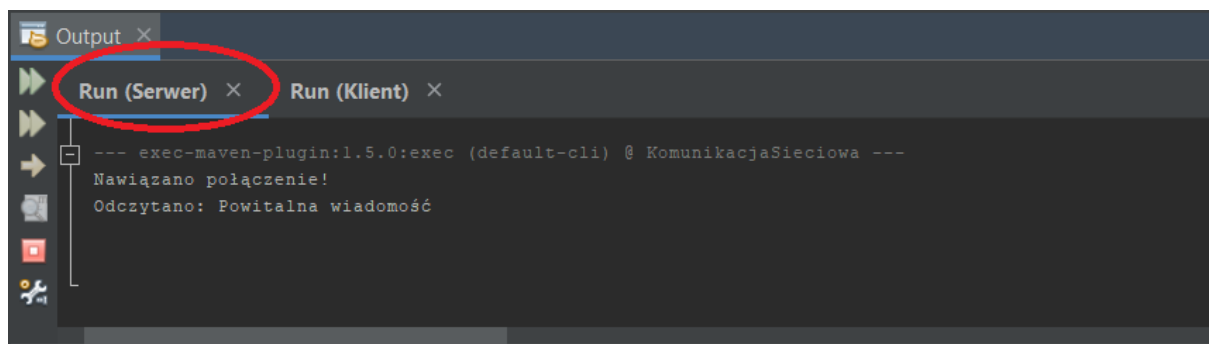 Output
Run (Serwer) Run (Klient)
--- exec-maven-plugin:1.5.0:exec (default-cli) @ KomunikacjaSieciowa ---
Nawiązano połączenie!
Odczytano: Powitalna wiadomość